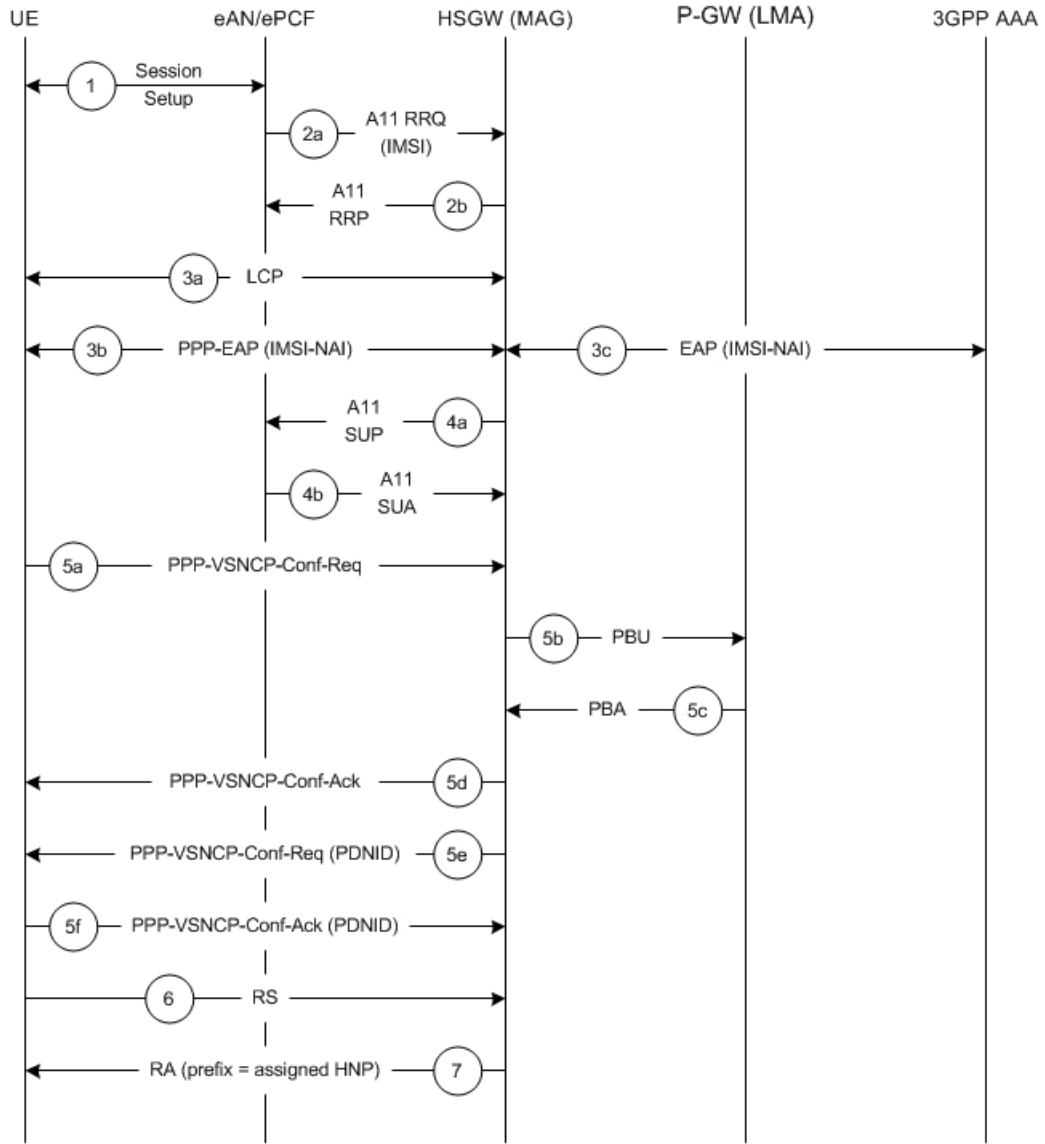 UE
eAN/ePCF
HSGW (MAG)
P-GW (LMA)
3GPP AAA
1
Session
Setup
2a
A11 RRQ
(IMSI)
A11
RRP
2b
3a
LCP
3b
PPP-EAP (IMSI-NAI)
3c
EAP (IMSI-NAI)
A11
SUP
4a
4b
A11
SUA
5a
PPP-VSNCP-Conf-Req
5b
PBU
PBA
5c
PPP-VSNCP-Conf-Ack
5d
PPP-VSNCP-Conf-Req (PDNID)
5e
5f
PPP-VSNCP-Conf-Ack (PDNID)
6
RS
RA (prefix = assigned HNP)
7